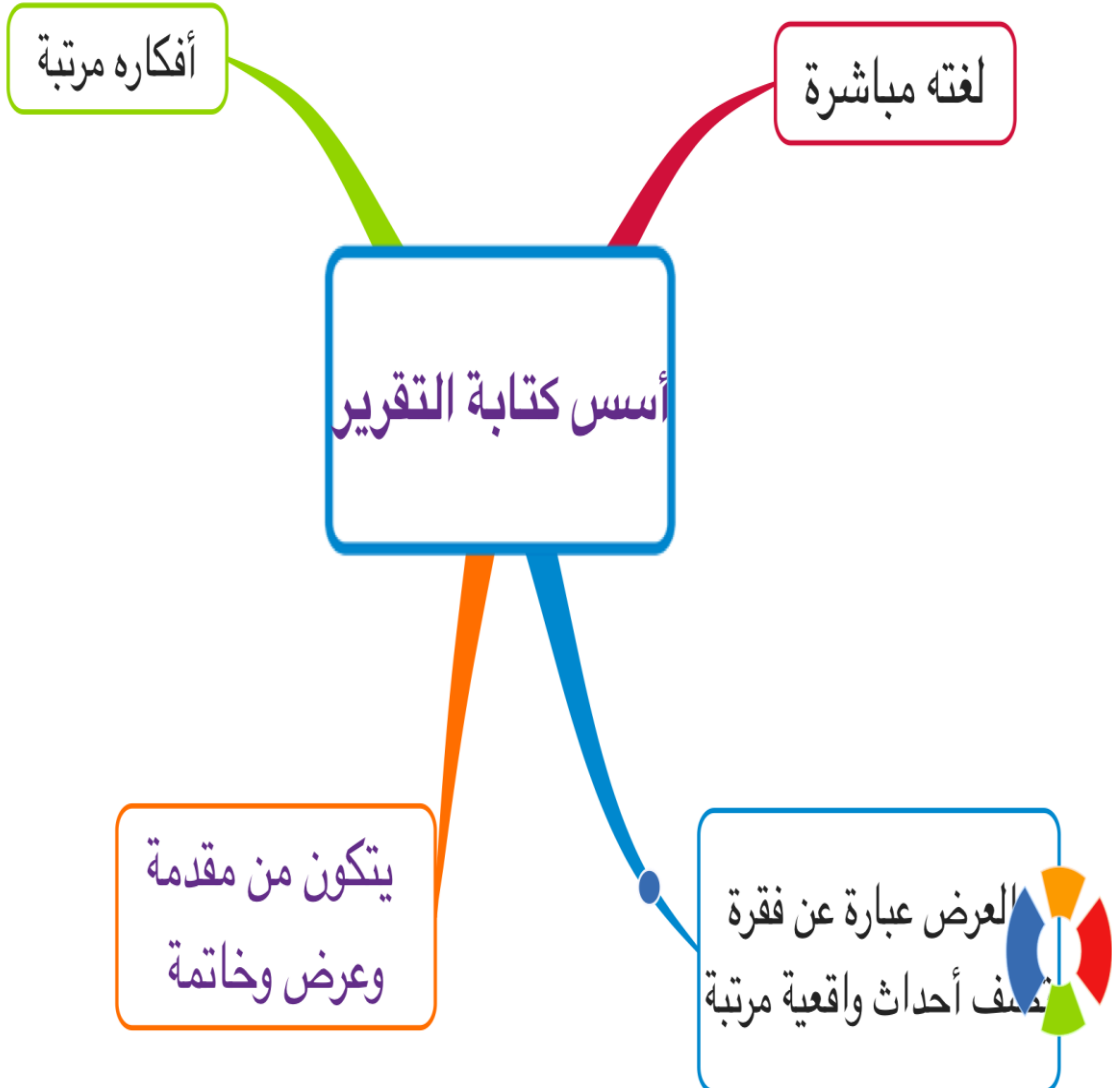 لغته مباشرة
أفكاره مرتبة
أسس كتابة التقرير
العرض عبارة عن فقرة
تصف أحداث واقعية مرتبة
يتكون من مقدمة
وعرض وخاتمة